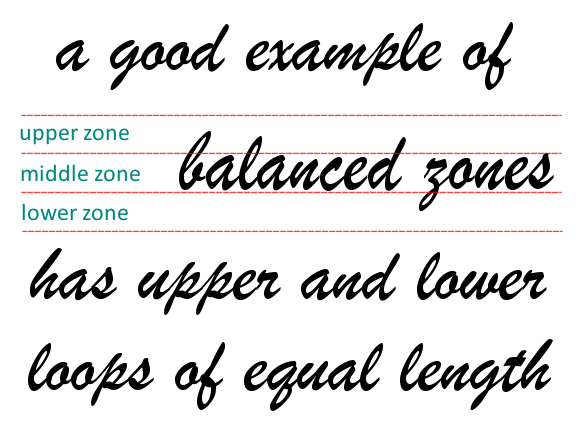 a good example of
upper zone
middle zone balanced zones
lower zone
has upper and lower
loops of equal length